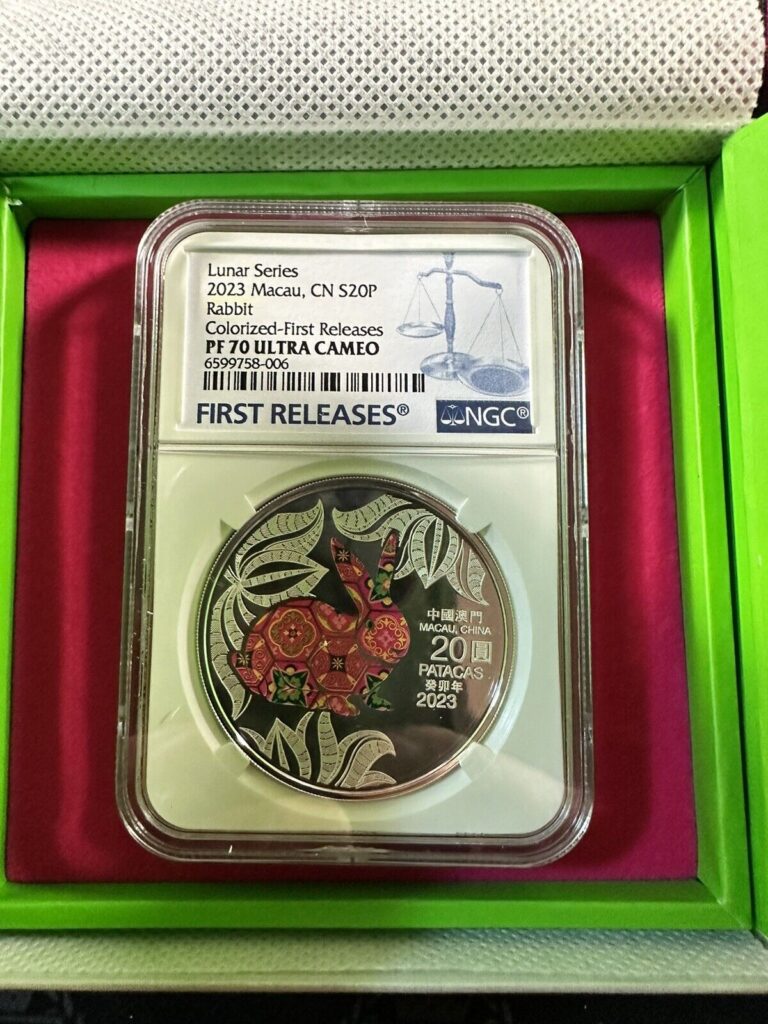 Lunar Series
2023 Macau, CN S20P
Rabbit
Colorized-First Releases
PF 70 ULTRA CAMEO
6599758-006
FIRST RELEASES®
NGC®
中國澳門
MACAU, CHINA
20圓
PATACAS
癸卯年
2023